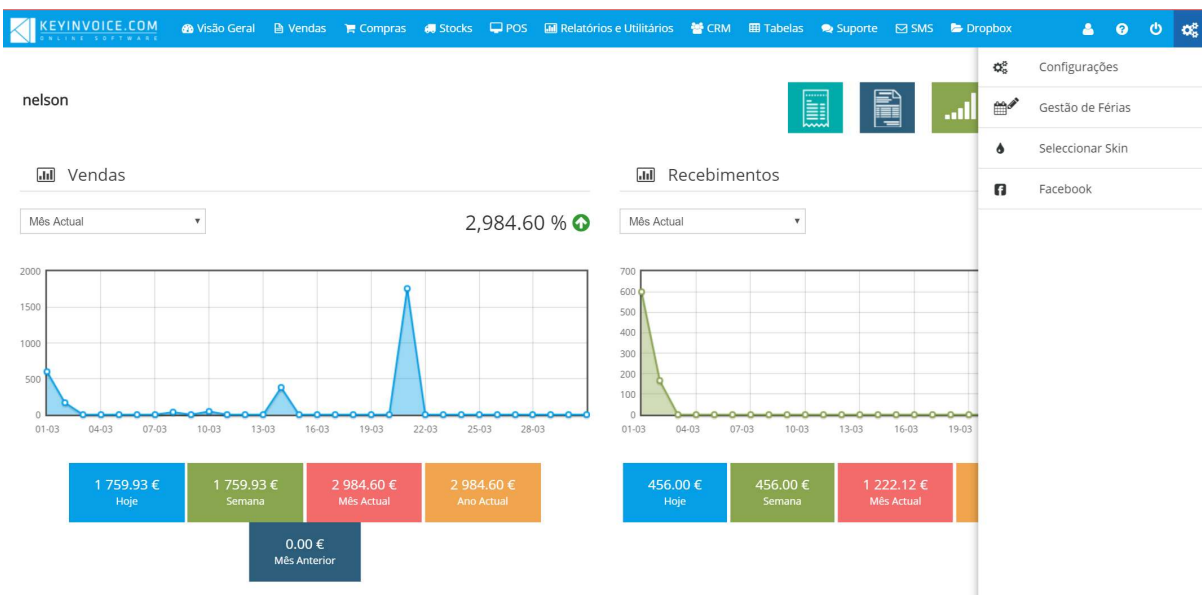 KEYINVOICE.COM
ONLINE SOFTWARE
Visão Geral
Vendas
Compras
Stocks
POS
Relatórios e Utilitários
CRM
Tabelas
Suporte
SMS
Dropbox
Configurações
Gestão de Férias
Seleccionar Skin
Facebook
nelson
Vendas
Mês Actual
2,984.60 %
2000
1500
1000
500
0
01-03 04-03 07-03 10-03 13-03 16-03 19-03 22-03 25-03 28-03
1 759.93 €
Hoje
1 759.93 €
Semana
2 984.60 €
Mês Actual
2 984.60 €
Ano Actual
0.00 €
Mês Anterior
Recebimentos
Mês Actual
700
600
500
400
300
200
100
0
01-03 04-03 07-03 10-03 13-03 16-03 19-03
456.00 €
Hoje
456.00 €
Semana
1 222.12 €
Mês Actual